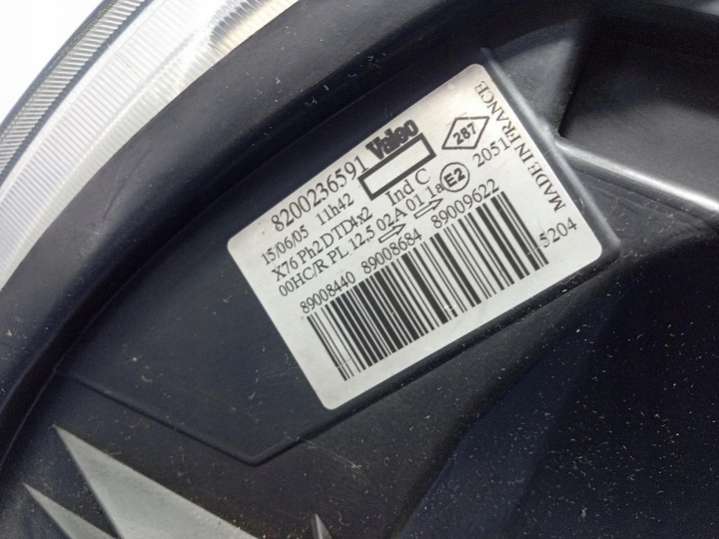 8200236591 Valeo
15/06/05 11h42
287
X76 Ph2 DTD4x2 Ind C
00HC/R PL 12,5 02A 01 1a E2 2051
89008440 89008684 89009622
5204
MADE IN FRANCE